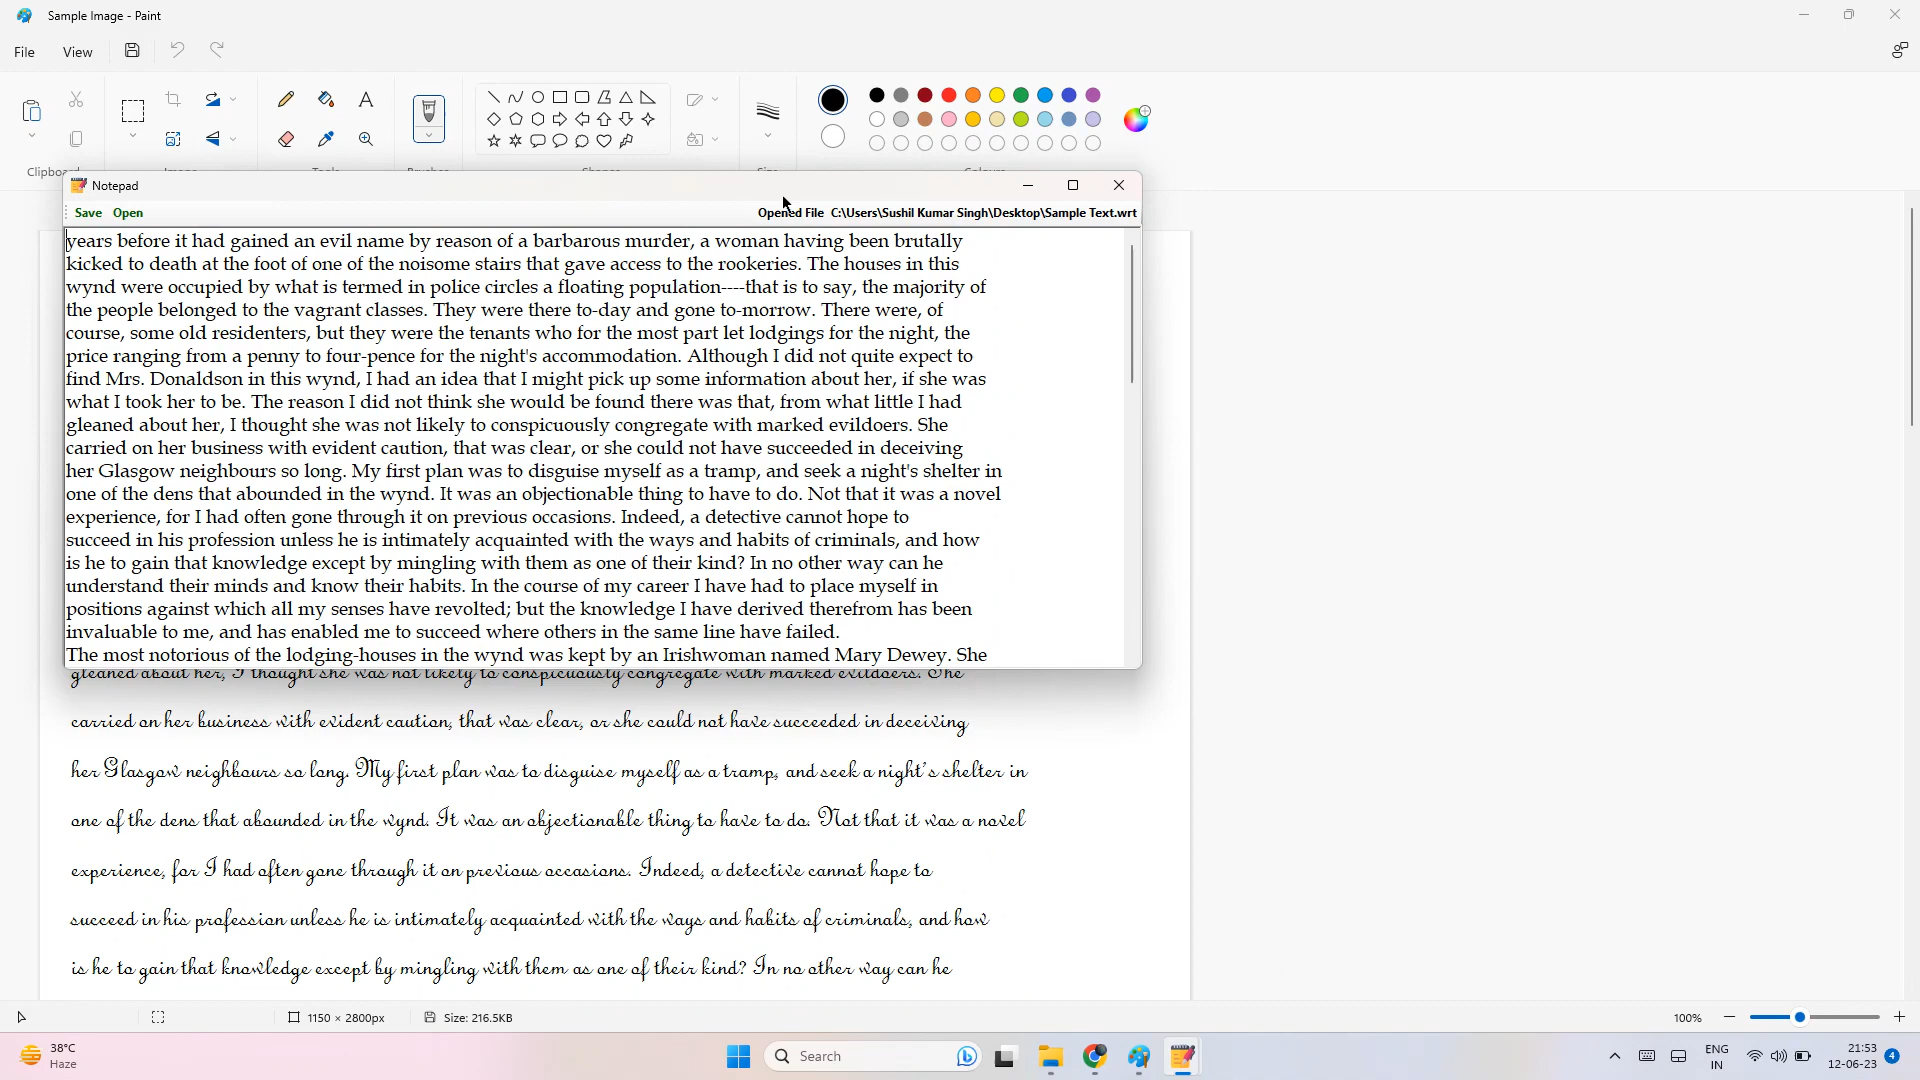 Sample Image - Paint
File View
Clipboard
Notepad
Save Open
Opened File C:\Users\Sushil Kumar Singh\Desktop\Sample Text.wrt
years before it had gained an evil name by reason of a barbarous murder, a woman having been brutally
kicked to death at the foot of one of the noisome stairs that gave access to the rookeries. The houses in this
wynd were occupied by what is termed in police circles a floating population----that is to say, the majority of
the people belonged to the vagrant classes. They were there to-day and gone to-morrow. There were, of
course, some old residenters, but they were the tenants who for the most part let lodgings for the night, the
price ranging from a penny to four-pence for the night's accommodation. Although I did not quite expect to
find Mrs. Donaldson in this wynd, I had an idea that I might pick up some information about her, if she was
what I took her to be. The reason I did not think she would be found there was that, from what little I had
gleaned about her, I thought she was not likely to conspicuously congregate with marked evildoers. She
carried on her business with evident caution, that was clear, or she could not have succeeded in deceiving
her Glasgow neighbours so long. My first plan was to disguise myself as a tramp, and seek a night's shelter in
one of the dens that abounded in the wynd. It was an objectionable thing to have to do. Not that it was a novel
experience, for I had often gone through it on previous occasions. Indeed, a detective cannot hope to
succeed in his profession unless he is intimately acquainted with the ways and habits of criminals, and how
is he to gain that knowledge except by mingling with them as one of their kind? In no other way can he
understand their minds and know their habits. In the course of my career I have had to place myself in
positions against which all my senses have revolted; but the knowledge I have derived therefrom has been
invaluable to me, and has enabled me to succeed where others in the same line have failed.
The most notorious of the lodging-houses in the wynd was kept by an Irishwoman named Mary Dewey. She
gleaned about her, I thought she was not likely to conspicuously congregate with marked evildoers. She
carried on her business with evident caution, that was clear, or she could not have succeeded in deceiving
her Glasgow neighbours so long. My first plan was to disguise myself as a tramp, and seek a night's shelter in
one of the dens that abounded in the wynd. It was an objectionable thing to have to do. Not that it was a novel
experience, for I had often gone through it on previous occasions. Indeed, a detective cannot hope to
succeed in his profession unless he is intimately acquainted with the ways and habits of criminals, and how
is he to gain that knowledge except by mingling with them as one of their kind? In no other way can he
1150 × 2800px Size: 216.5KB 100%
38°C
Haze
Search
ENG
IN
21:53
12-06-23
4